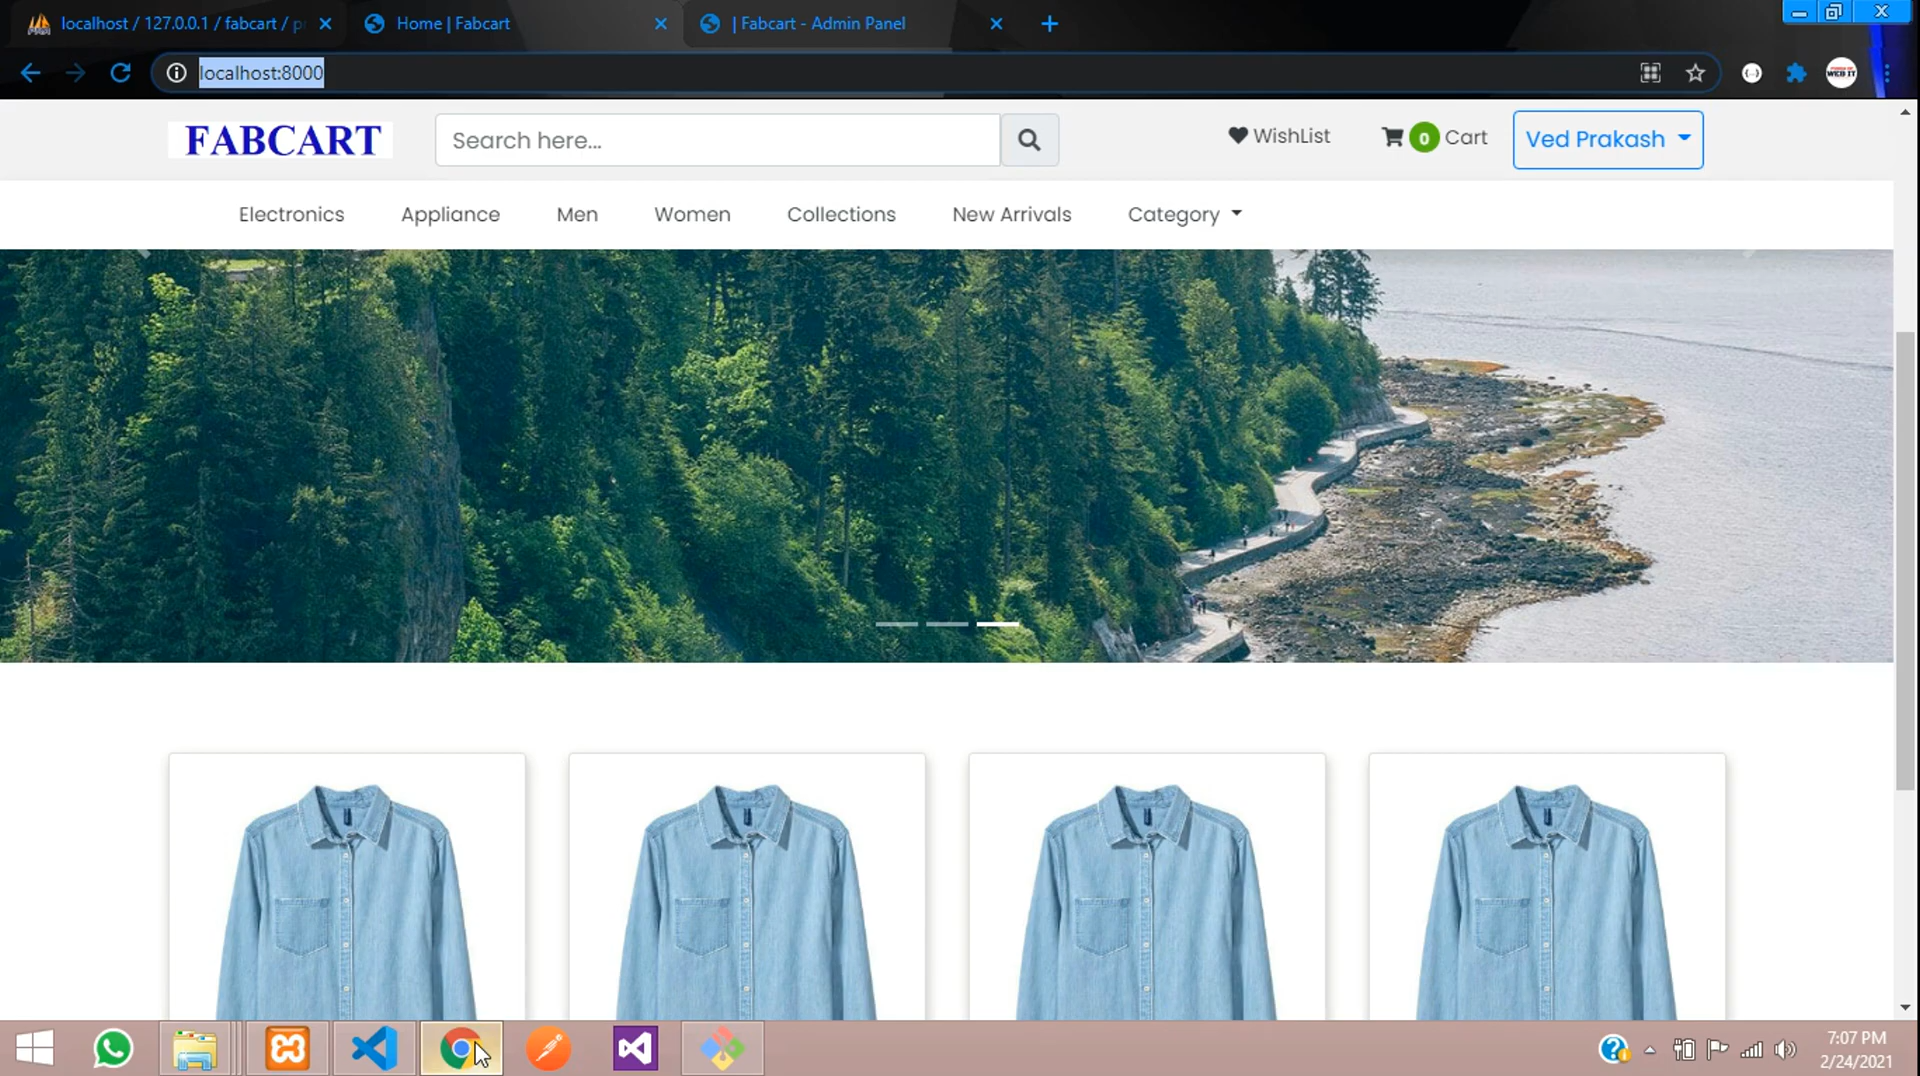 localhost / 127.0.0.1 / fabcart / p
Home | Fabcart
| Fabcart - Admin Panel
localhost:8000
FABCART
Search here...
WishList
0 Cart
Ved Prakash
Electronics
Appliance
Men
Women
Collections
New Arrivals
Category
7:07 PM
2/24/2021